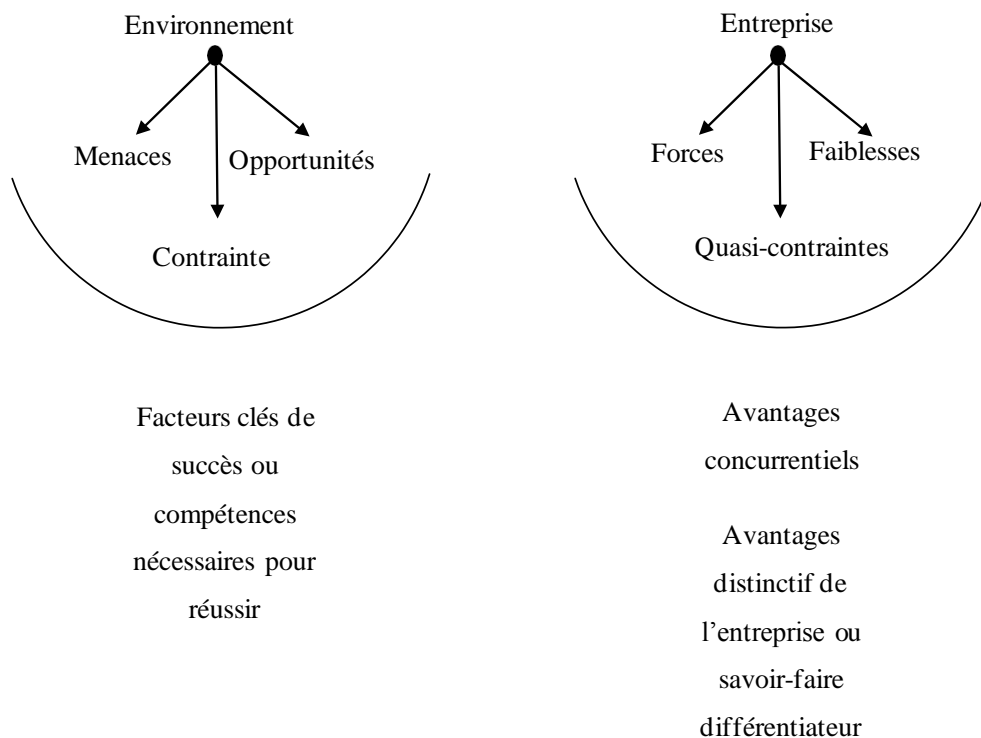 Environnement
Menaces
Opportunités
Contrainte
Facteurs clés de
succès ou
compétences
nécessaires pour
réussir
Entreprise
Forces
Faiblesses
Quasi-contraintes
Avantages
concurrentiels
Avantages
distinctif de
l'entreprise ou
savoir-faire
différentiateur